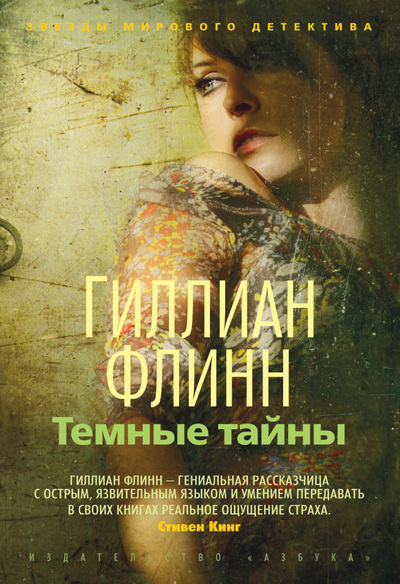 ЗВЕЗДЫ МИРОВОГО ДЕТЕКТИВА
ГИЛЛИАН
ФЛИНН
Темные тайны
ГИЛЛИАН ФЛИНН — ГЕНИАЛЬНАЯ РАССКАЗЧИЦА
С ОСТРЫМ, ЯЗВИТЕЛЬНЫМ ЯЗЫКОМ И УМЕНИЕМ ПЕРЕДАВАТЬ
В СВОИХ КНИГАХ РЕАЛЬНОЕ ОЩУЩЕНИЕ СТРАХА.
Стивен Кинг
ИЗДАТЕЛЬСТВО «АЗБУКА»